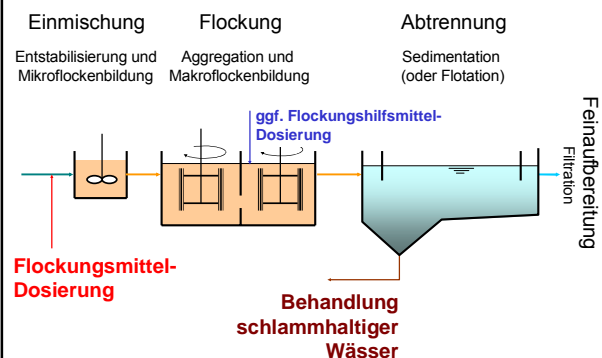 Einmischung
Flockung
Abtrennung
Entstabilisierung und
Mikroflockenbildung
Aggregation und
Makroflockenbildung
Sedimentation
(oder Flotation)
ggf. Flockungshilfsmittel-
Dosierung
Feinaufbereitung
Filtration
Flockungsmittel-
Dosierung
Behandlung
schlammhaltiger
Wässer